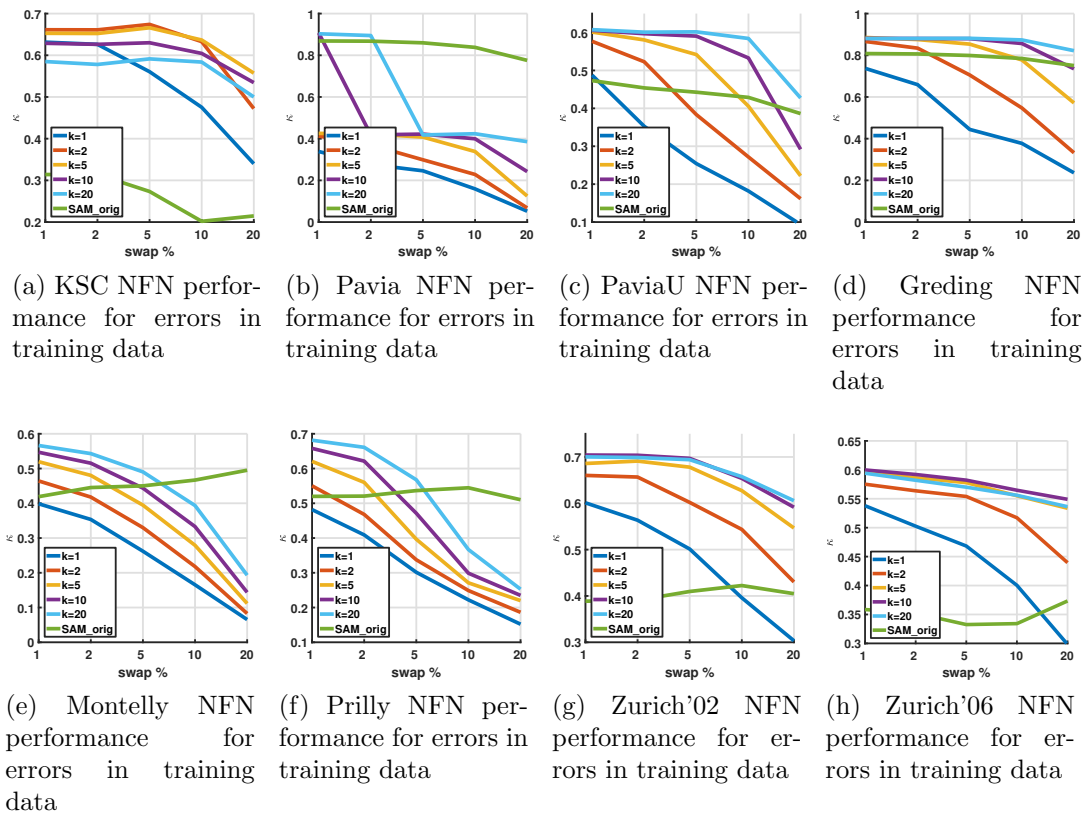 0.7
0.6
0.5
0.4
0.3
0.2
κ
k=1
k=2
k=5
k=10
k=20
SAM_orig
1 2 5 10 20
swap %
(a) KSC NFN perfor-
mance for errors in
training data
1
0.8
0.6
0.4
0.2
0
κ
k=1
k=2
k=5
k=10
k=20
SAM_orig
1 2 5 10 20
swap %
(b) Pavia NFN per-
formance for errors in
training data
0.6
0.5
0.4
0.3
0.2
0.1
κ
k=1
k=2
k=5
k=10
k=20
SAM_orig
1 2 5 10 20
swap %
(c) PaviaU NFN per-
formance for errors in
training data
1
0.8
0.6
0.4
0.2
0
κ
k=1
k=2
k=5
k=10
k=20
SAM_orig
1 2 5 10 20
swap %
(d) Greding NFN
performance for
errors in training
data
0.6
0.5
0.4
0.3
0.2
0.1
0
κ
k=1
k=2
k=5
k=10
k=20
SAM_orig
1 2 5 10 20
swap %
(e) Montelly NFN
performance for
errors in training
data
0.7
0.6
0.5
0.4
0.3
0.2
0.1
κ
k=1
k=2
k=5
k=10
k=20
SAM_orig
1 2 5 10 20
swap %
(f) Prilly NFN per-
formance for errors in
training data
0.7
0.6
0.5
0.4
0.3
κ
k=1
k=2
k=5
k=10
k=20
SAM_orig
1 2 5 10 20
swap %
(g) Zurich'02 NFN
performance for er-
rors in training data
0.65
0.6
0.55
0.5
0.45
0.4
0.35
0.3
κ
k=1
k=2
k=5
k=10
k=20
SAM_orig
1 2 5 10 20
swap %
(h) Zurich'06 NFN
performance for er-
rors in training data